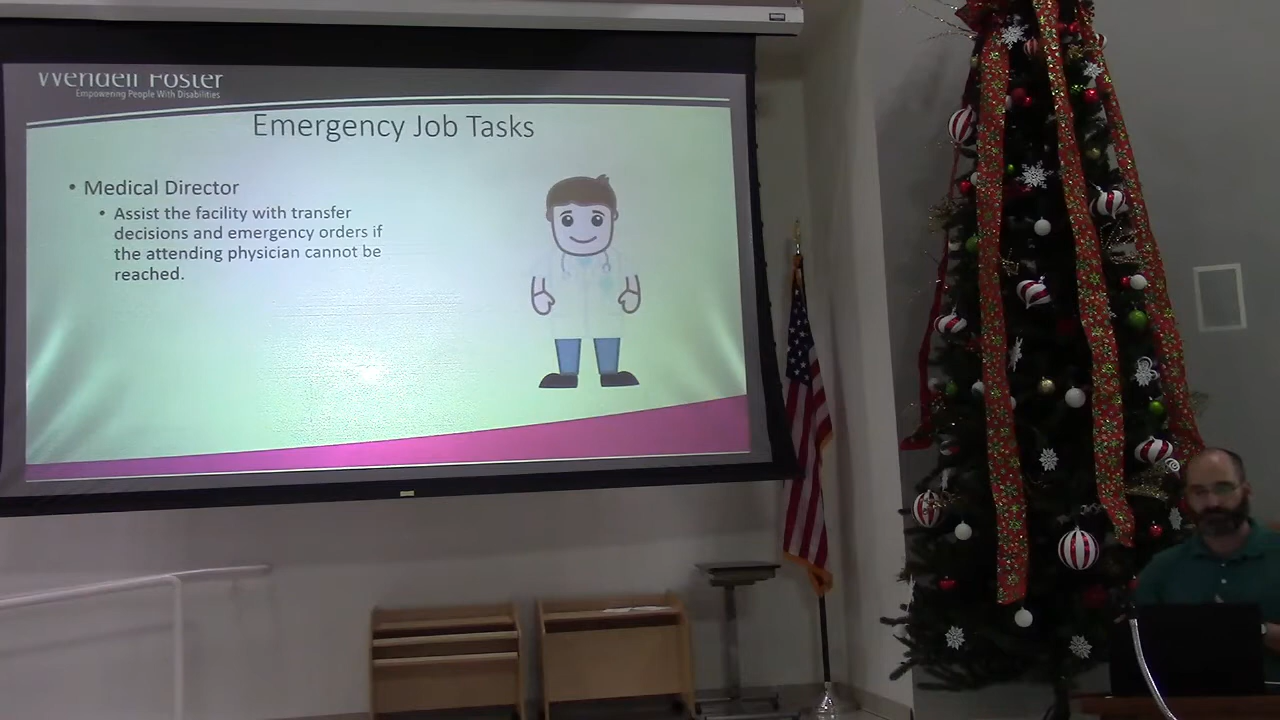 Wendell Foster
Empowering People With Disabilities
Emergency Job Tasks
• Medical Director
• Assist the facility with transfer
decisions and emergency orders if
the attending physician cannot be
reached.